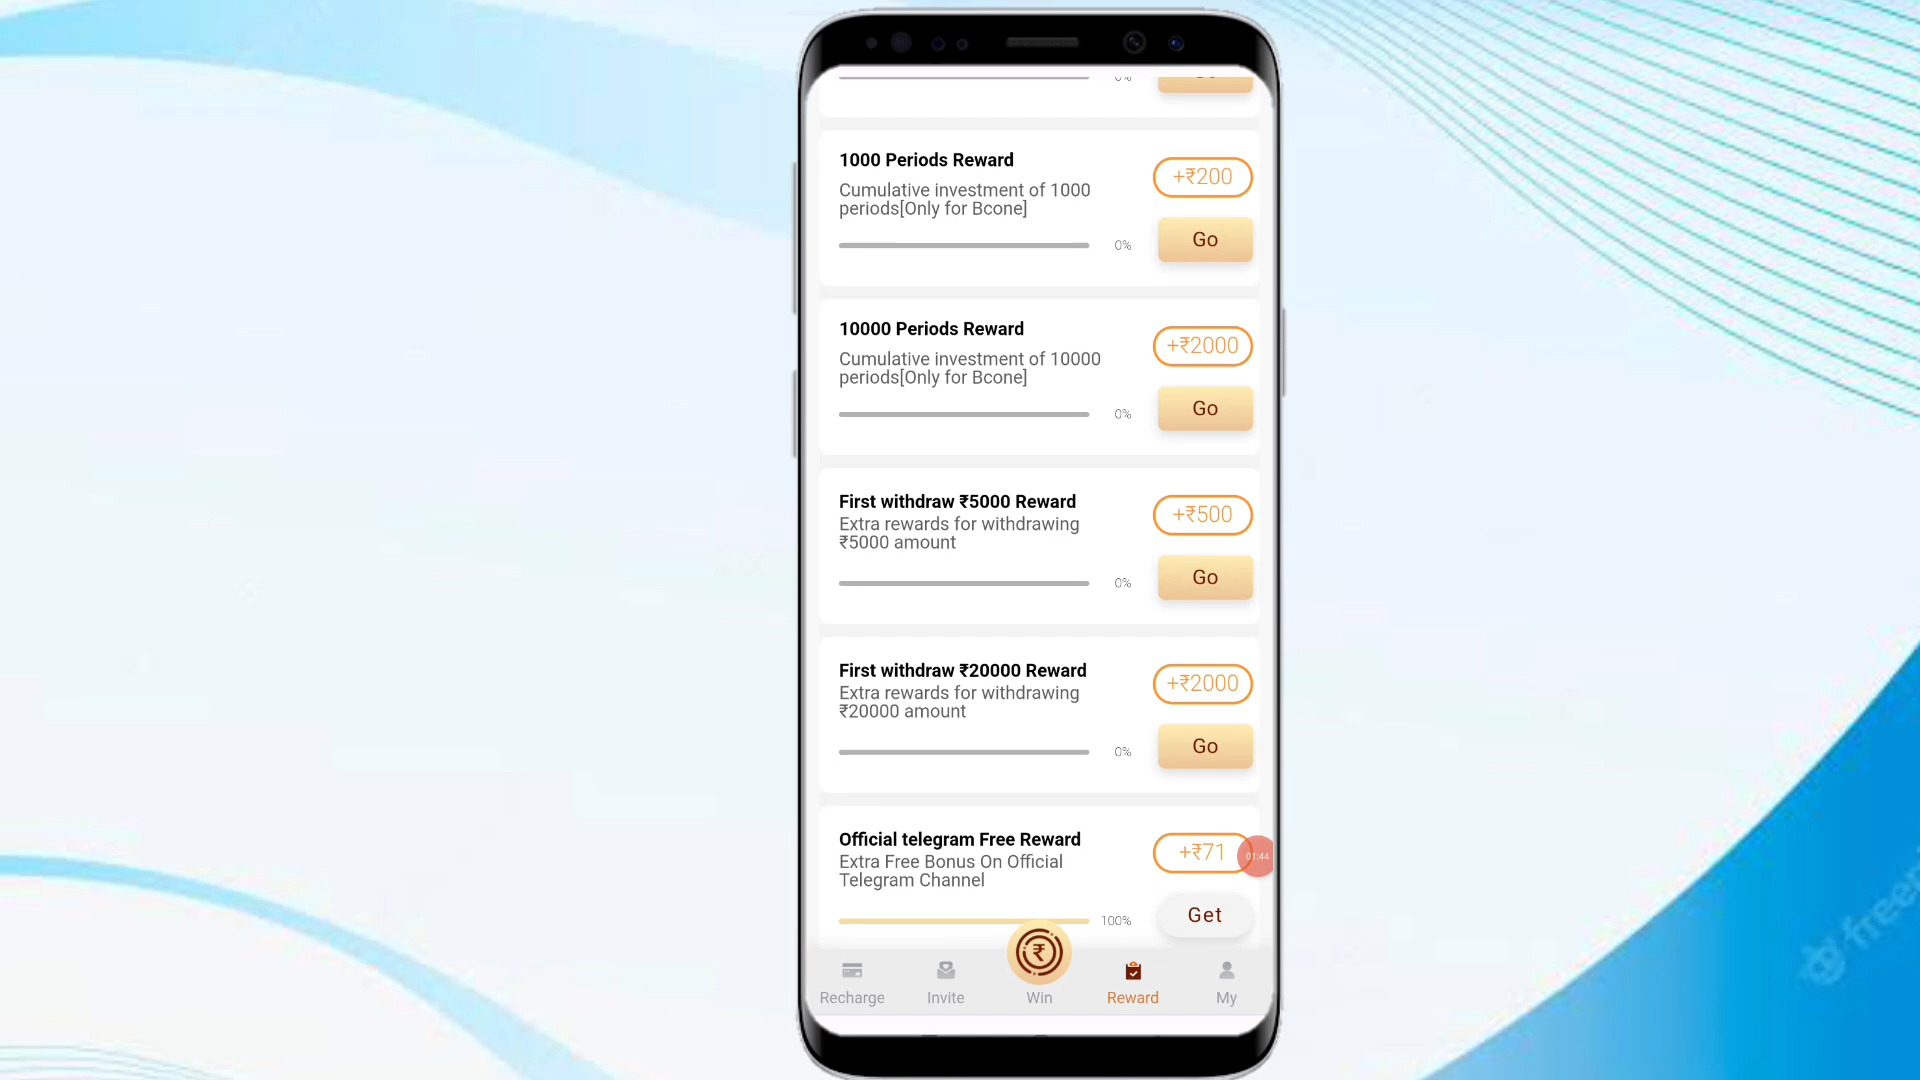 0%
Go
1000 Periods Reward
+₹200
Cumulative investment of 1000
periods[Only for Bcone]
0%
Go
10000 Periods Reward
+₹2000
Cumulative investment of 10000
periods[Only for Bcone]
0%
Go
First withdraw ₹5000 Reward
+₹500
Extra rewards for withdrawing
₹5000 amount
0%
Go
First withdraw ₹20000 Reward
+₹2000
Extra rewards for withdrawing
₹20000 amount
0%
Go
Official telegram Free Reward
+₹71
01:44
Extra Free Bonus On Official
Telegram Channel
100%
Get
₹
Recharge
Invite
Win
Reward
My